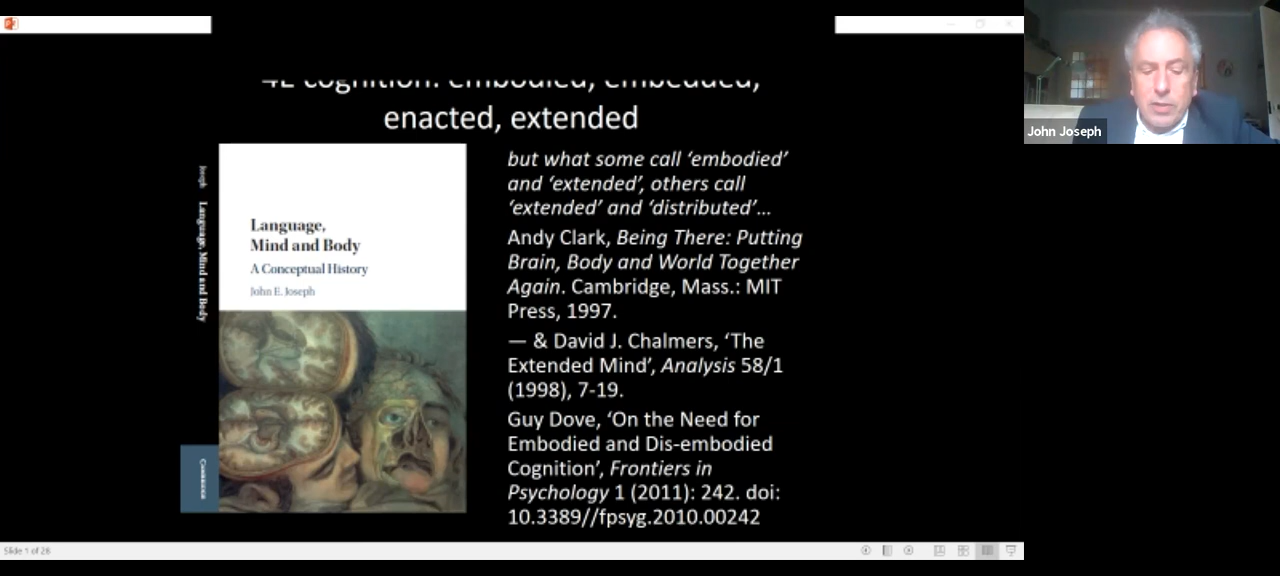 4E cognition: embodied, embedded,
enacted, extended
but what some call ‘embodied’
and ‘extended’, others call
‘extended’ and ‘distributed’…
Andy Clark, Being There: Putting
Brain, Body and World Together
Again. Cambridge, Mass.: MIT
Press, 1997.
— & David J. Chalmers, ‘The
Extended Mind’, Analysis 58/1
(1998), 7-19.
Guy Dove, ‘On the Need for
Embodied and Dis-embodied
Cognition’, Frontiers in
Psychology 1 (2011): 242. doi:
10.3389//fpsyg.2010.00242
Joseph
Language, Mind and Body
Language,
Mind and Body
A Conceptual History
John E. Joseph
John Joseph
Slide 1 of 26